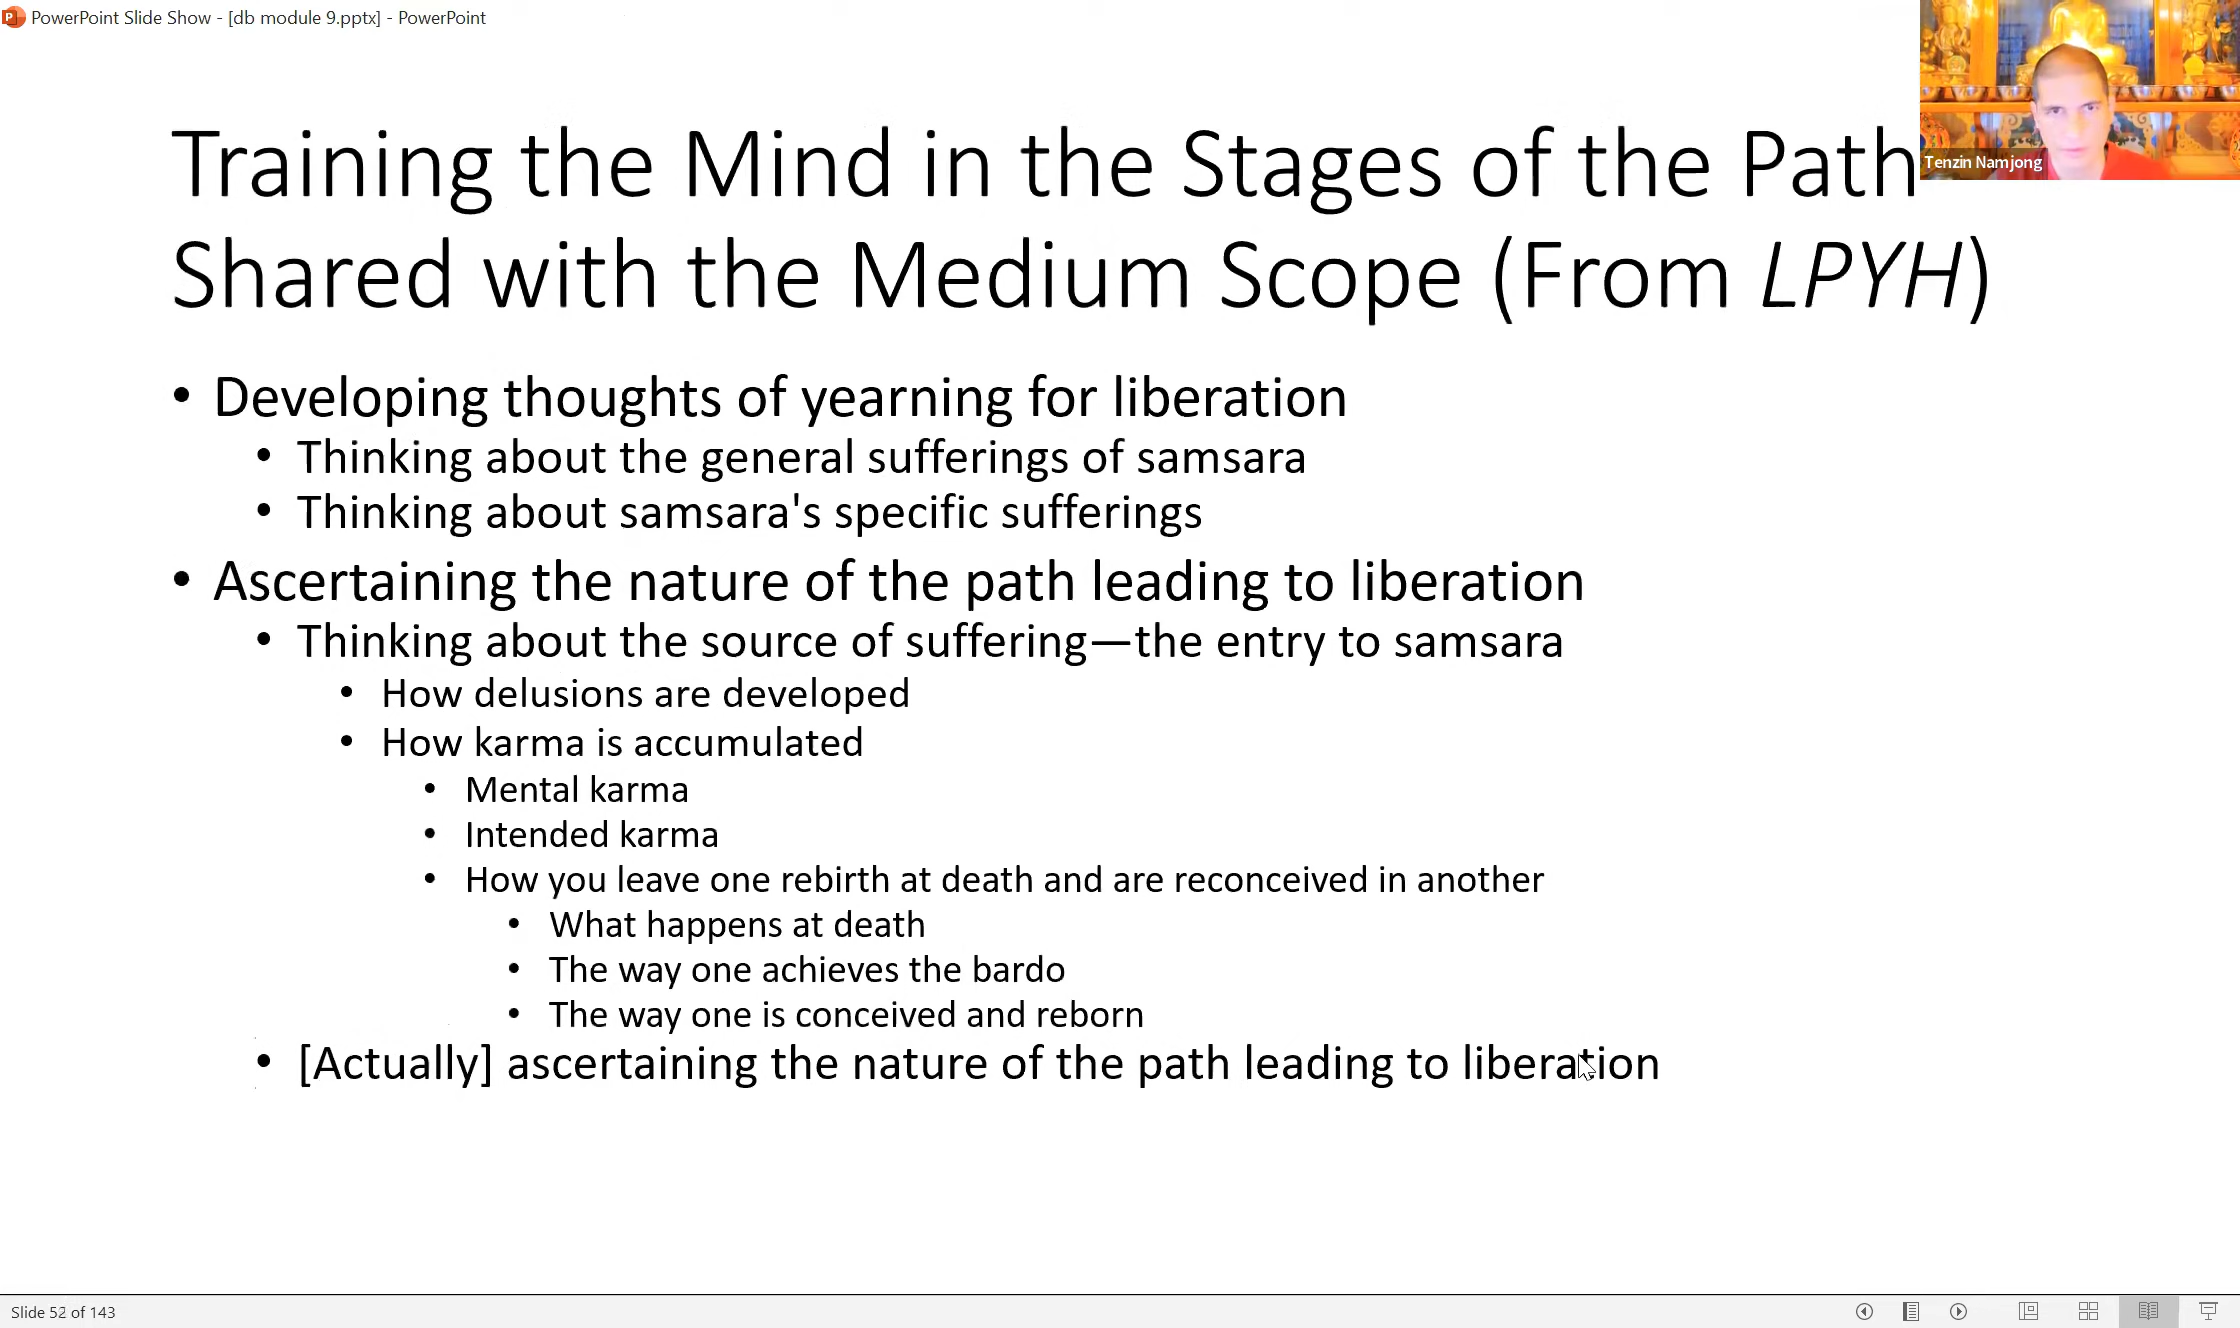 PowerPoint Slide Show - [db module 9.pptx] - PowerPoint
Tenzin Namjong
Training the Mind in the Stages of the Path
Shared with the Medium Scope (From LPYH)
• Developing thoughts of yearning for liberation
• Thinking about the general sufferings of samsara
• Thinking about samsara's specific sufferings
• Ascertaining the nature of the path leading to liberation
• Thinking about the source of suffering—the entry to samsara
• How delusions are developed
• How karma is accumulated
• Mental karma
• Intended karma
• How you leave one rebirth at death and are reconceived in another
• What happens at death
• The way one achieves the bardo
• The way one is conceived and reborn
• [Actually] ascertaining the nature of the path leading to liberation
Slide 52 of 143